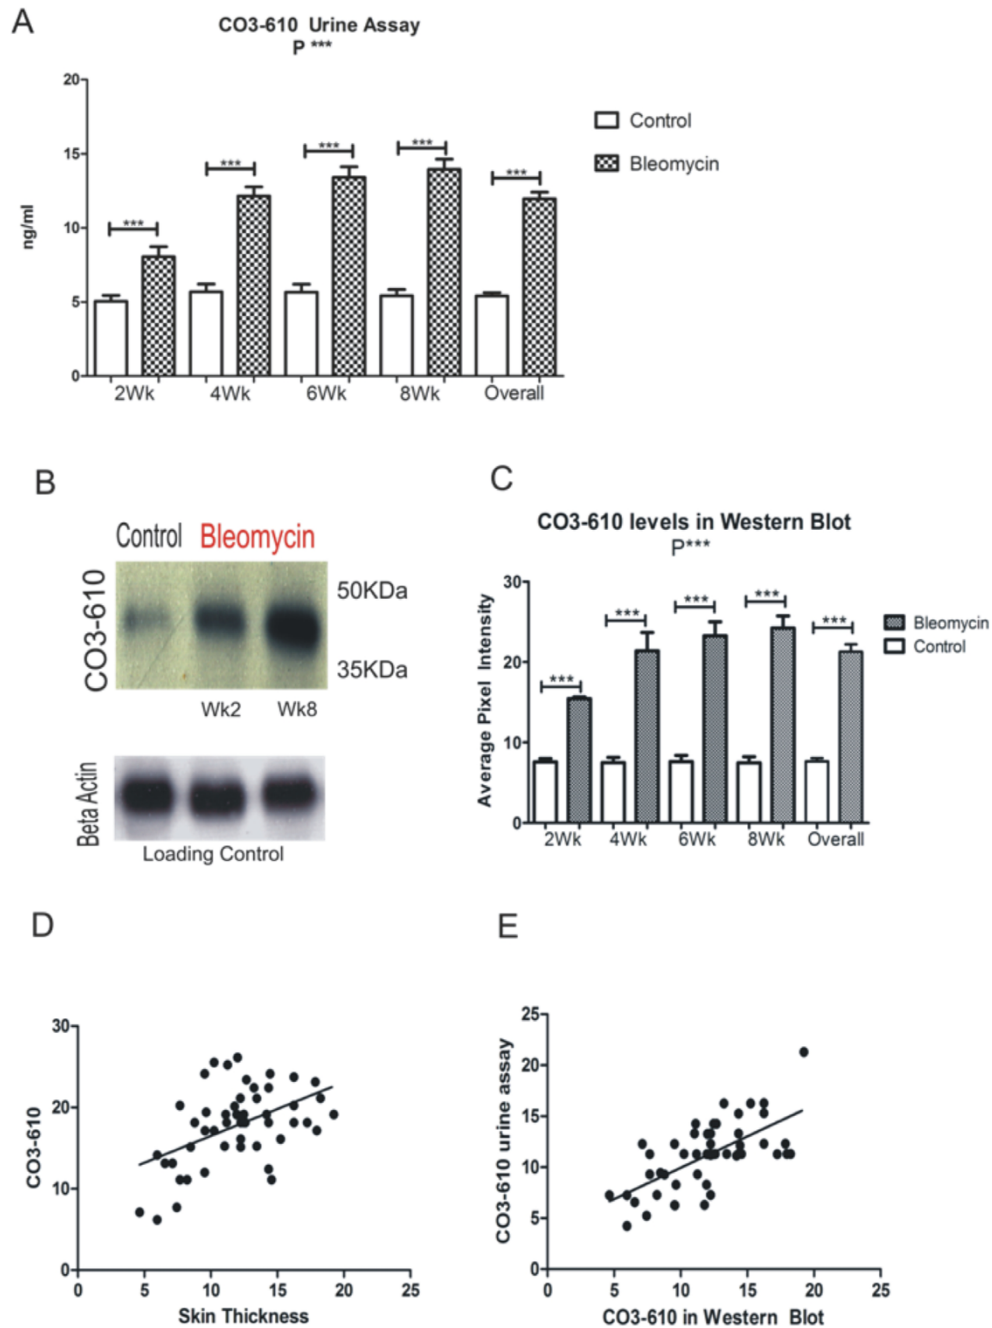 A
CO3-610 Urine Assay
P ***
20
15
10
5
0
ng/ml
***
***
***
***
***
2Wk
4Wk
6Wk
8Wk
Overall
Control
Bleomycin
B
Control Bleomycin
CO3-610
50KDa
35KDa
Wk2 Wk8
Beta Actin
Loading Control
C
CO3-610 levels in Western Blot
P***
30
20
10
0
Average Pixel Intensity
***
***
***
***
***
2Wk
4Wk
6Wk
8Wk
Overall
Bleomycin
Control
D
30
20
10
0
CO3-610
0 5 10 15 20 25
Skin Thickness
E
25
20
15
10
5
0
CO3-610 urine assay
0 5 10 15 20 25
CO3-610 in Western Blot